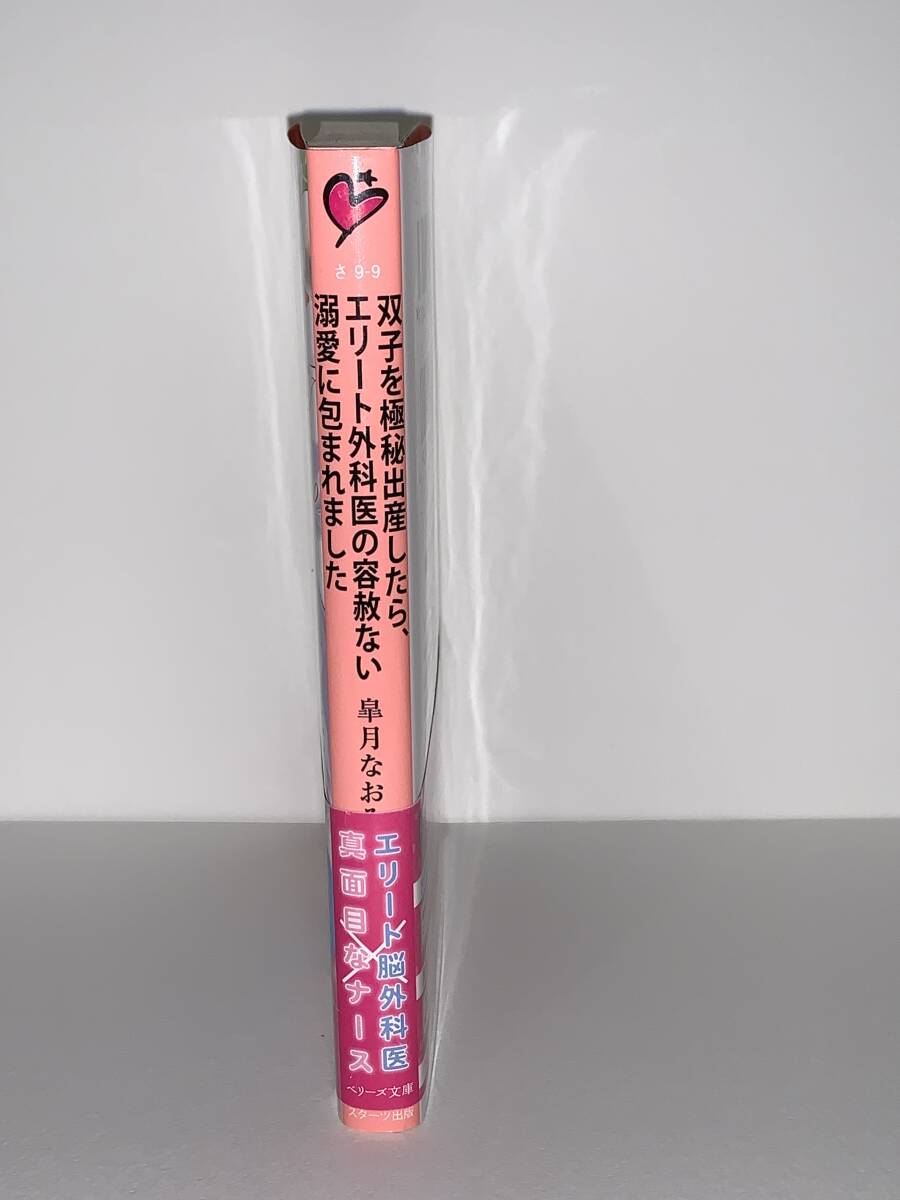 さ 9-9
双子を極秘出産したら、
エリート外科医の容赦ない
溺愛に包まれました
皐月なお
エリート脳外科医
×
真面目なナース
ベリーズ文庫
スターツ出版